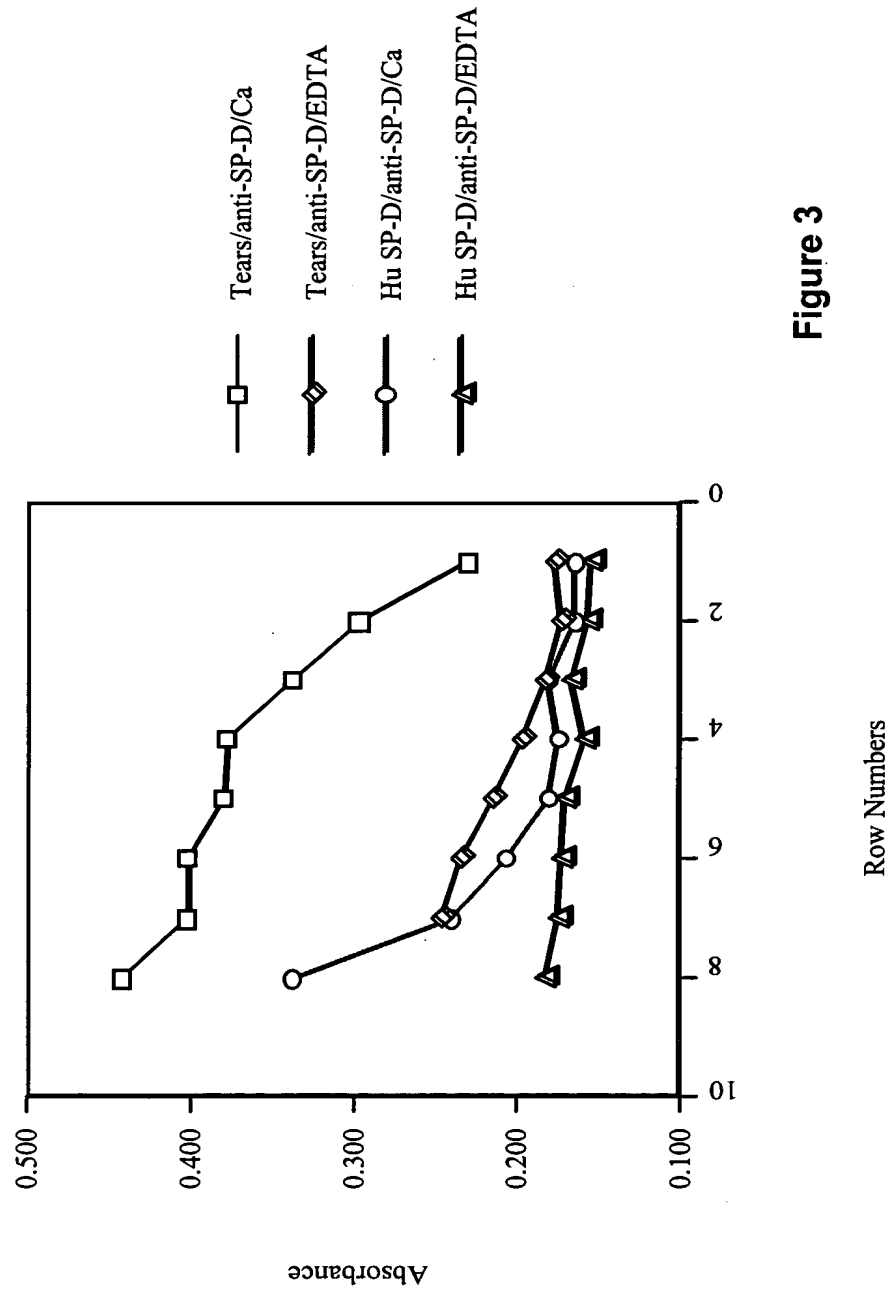 0.500
0.400
0.300
0.200
0.100
Absorbance
10
8
6
4
2
0
Row Numbers
Tears/anti-SP-D/Ca
Tears/anti-SP-D/EDTA
Hu SP-D/anti-SP-D/Ca
Hu SP-D/anti-SP-D/EDTA
Figure 3